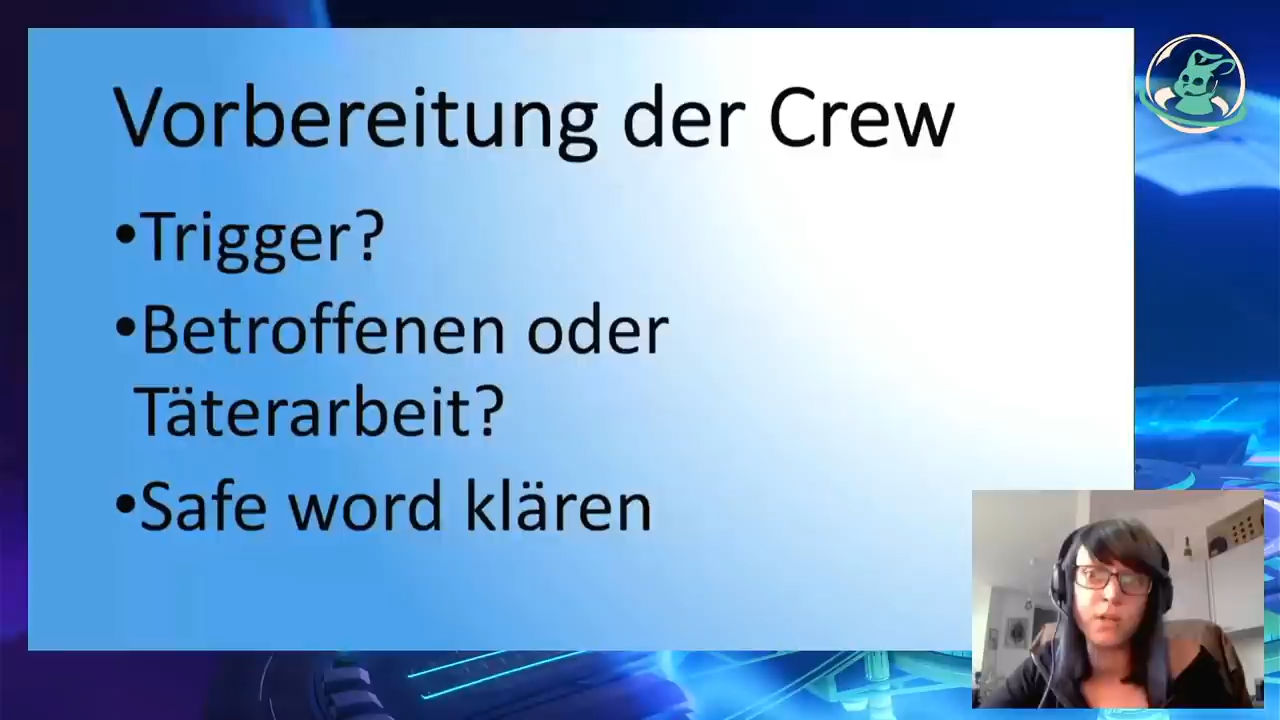 Vorbereitung der Crew
•Trigger?
•Betroffenen oder
Täterarbeit?
•Safe word klären